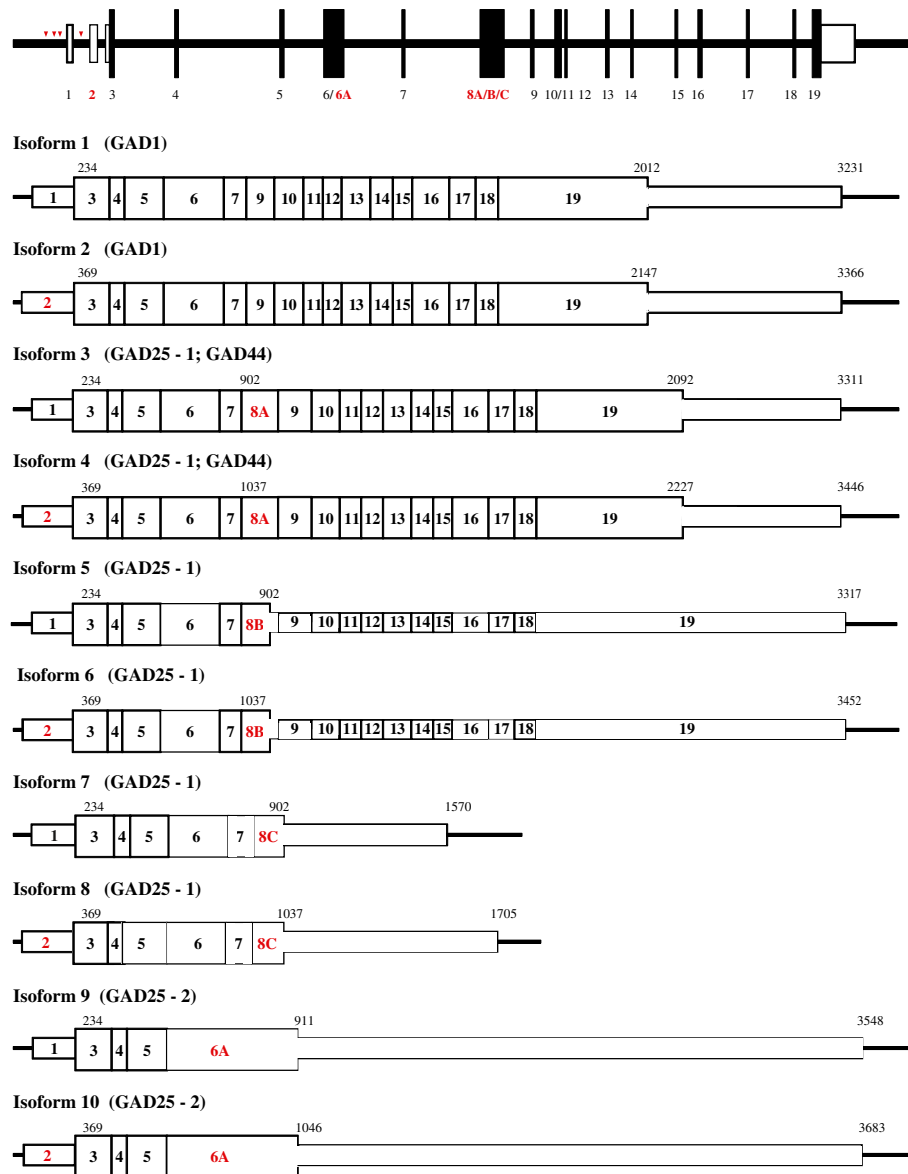 1 2 3 4 5 6/ 6A 7 8A/B/C 9 10/11 12 13 14 15 16 17 18 19
Isoform 1 (GAD1)
234 2012 3231
1 3 4 5 6 7 9 10 11 12 13 14 15 16 17 18 19
Isoform 2 (GAD1)
369 2147 3366
2 3 4 5 6 7 9 10 11 12 13 14 15 16 17 18 19
Isoform 3 (GAD25 - 1; GAD44)
234 902 2092 3311
1 3 4 5 6 7 8A 9 10 11 12 13 14 15 16 17 18 19
Isoform 4 (GAD25 - 1; GAD44)
369 1037 2227 3446
2 3 4 5 6 7 8A 9 10 11 12 13 14 15 16 17 18 19
Isoform 5 (GAD25 - 1)
234 902 3317
1 3 4 5 6 7 8B 9 10 11 12 13 14 15 16 17 18 19
Isoform 6 (GAD25 - 1)
369 1037 3452
2 3 4 5 6 7 8B 9 10 11 12 13 14 15 16 17 18 19
Isoform 7 (GAD25 - 1)
234 902 1570
1 3 4 5 6 7 8C
Isoform 8 (GAD25 - 1)
369 1037 1705
2 3 4 5 6 7 8C
Isoform 9 (GAD25 - 2)
234 911 3548
1 3 4 5 6A
Isoform 10 (GAD25 - 2)
369 1046 3683
2 3 4 5 6A